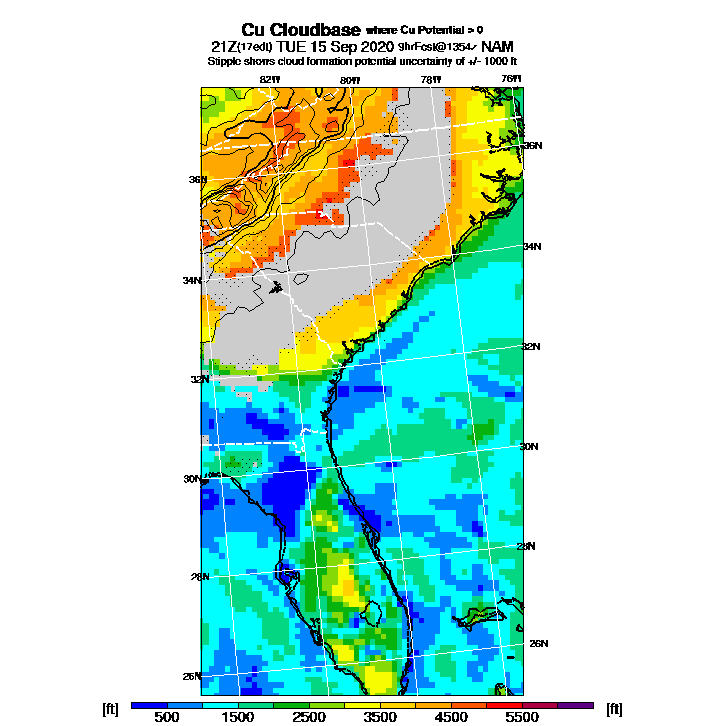 Cu Cloudbase where Cu Potential > 0
21Z(17edt) TUE 15 Sep 2020 9hrFcst@1354z NAM
Stipple shows cloud formation potential uncertainty of +/- 1000 ft
82W 80W 78W 76W
36N
36N
34N
34N
32N
32N
30N
30N
28N
28N
26N
26N
[ft] 500 1500 2500 3500 4500 5500 [ft]